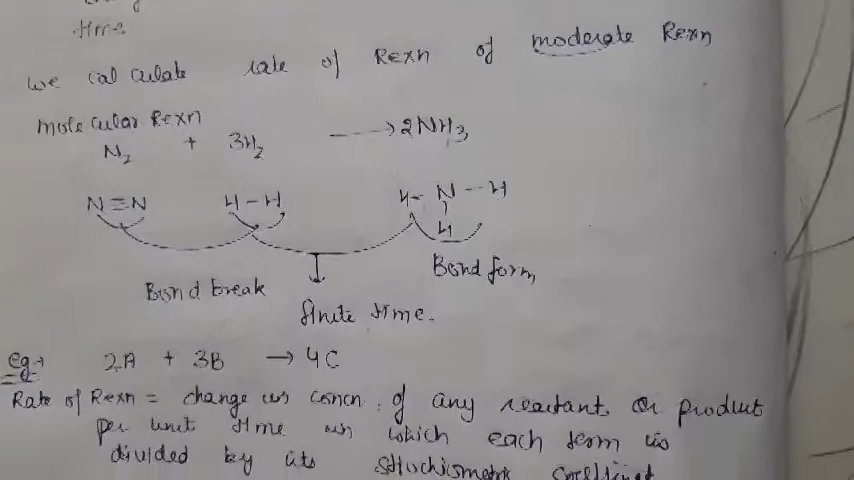 time
we calculate rate of Rexn of moderate Rexn
molecular Rexn
N₂ + 3H₂ → 2NH₃
N≡N H-H H-N-H
H
Bond break Bond form,
finite time.
eg→ 2A + 3B → 4C
Rate of Rexn = change in concn. of any reactant or product
per unit time in which each term is
divided by its